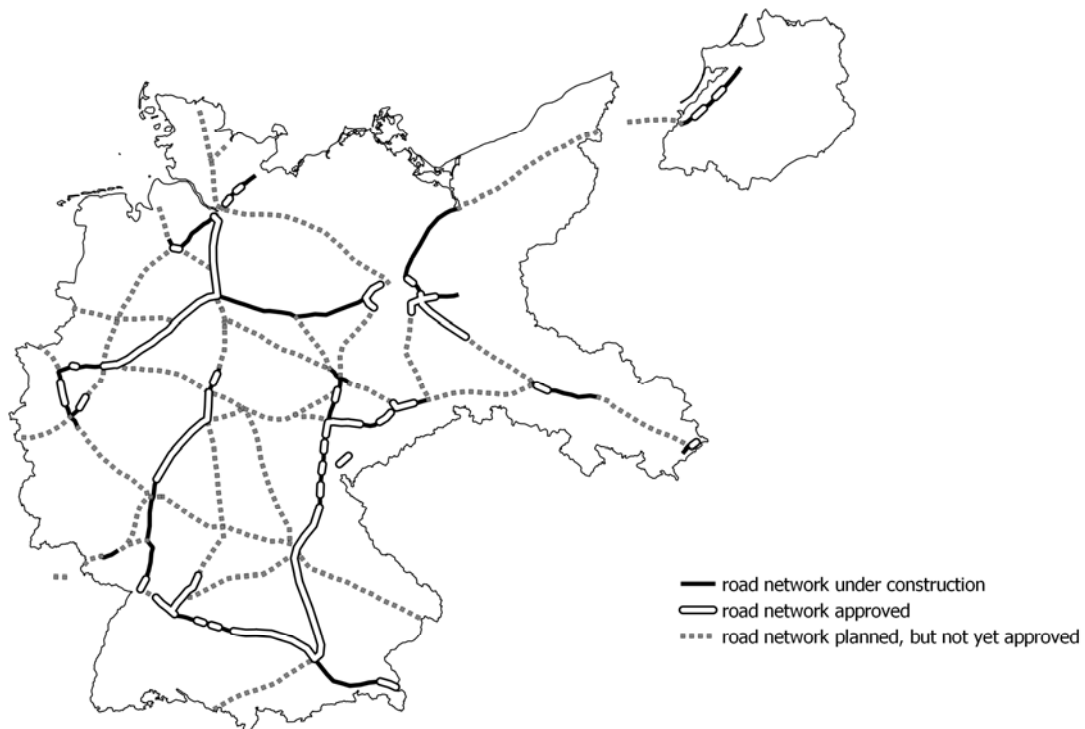 road network under construction
road network approved
road network planned, but not yet approved